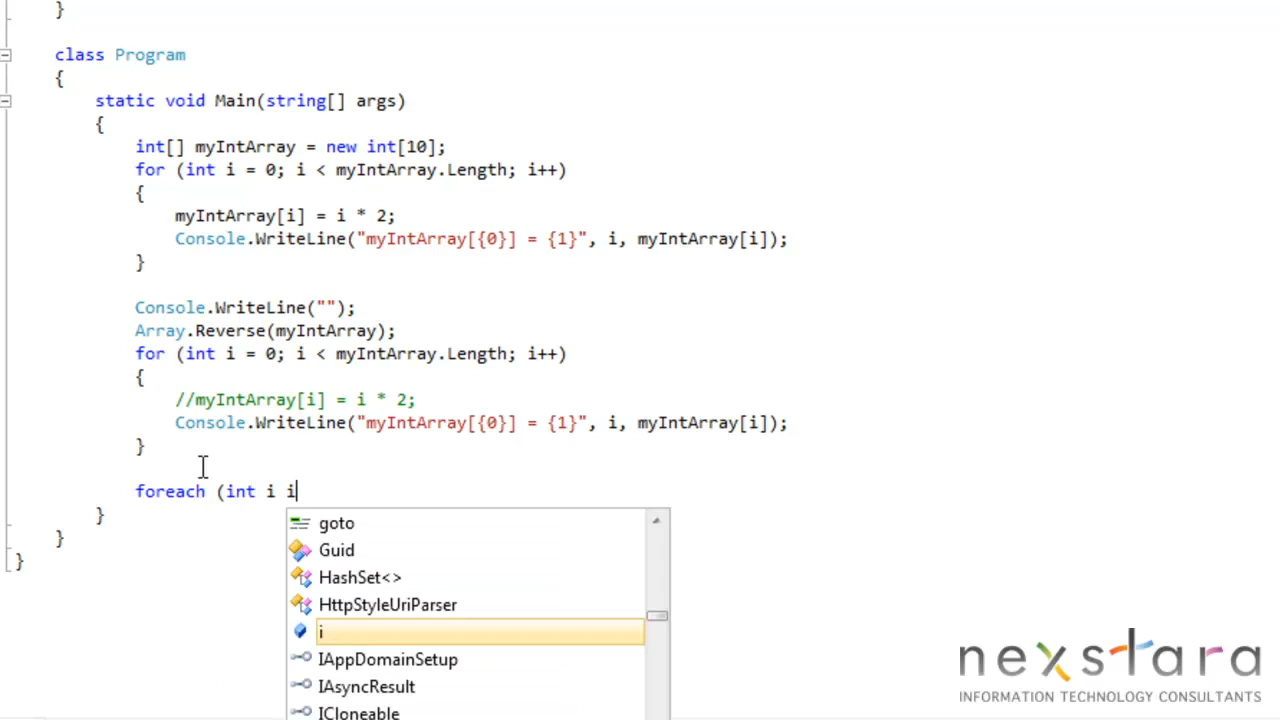 }
class Program
{
static void Main(string[] args)
{
int[] myIntArray = new int[10];
for (int i = 0; i < myIntArray.Length; i++)
{
myIntArray[i] = i * 2;
Console.WriteLine("myIntArray[{0}] = {1}", i, myIntArray[i]);
}
Console.WriteLine("");
Array.Reverse(myIntArray);
for (int i = 0; i < myIntArray.Length; i++)
{
//myIntArray[i] = i * 2;
Console.WriteLine("myIntArray[{0}] = {1}", i, myIntArray[i]);
}
foreach (int i i
}
}
}
goto
Guid
HashSet<>
HttpStyleUriParser
i
IAppDomainSetup
IAsyncResult
ICloneable
nexstara
INFORMATION TECHNOLOGY CONSULTANTS